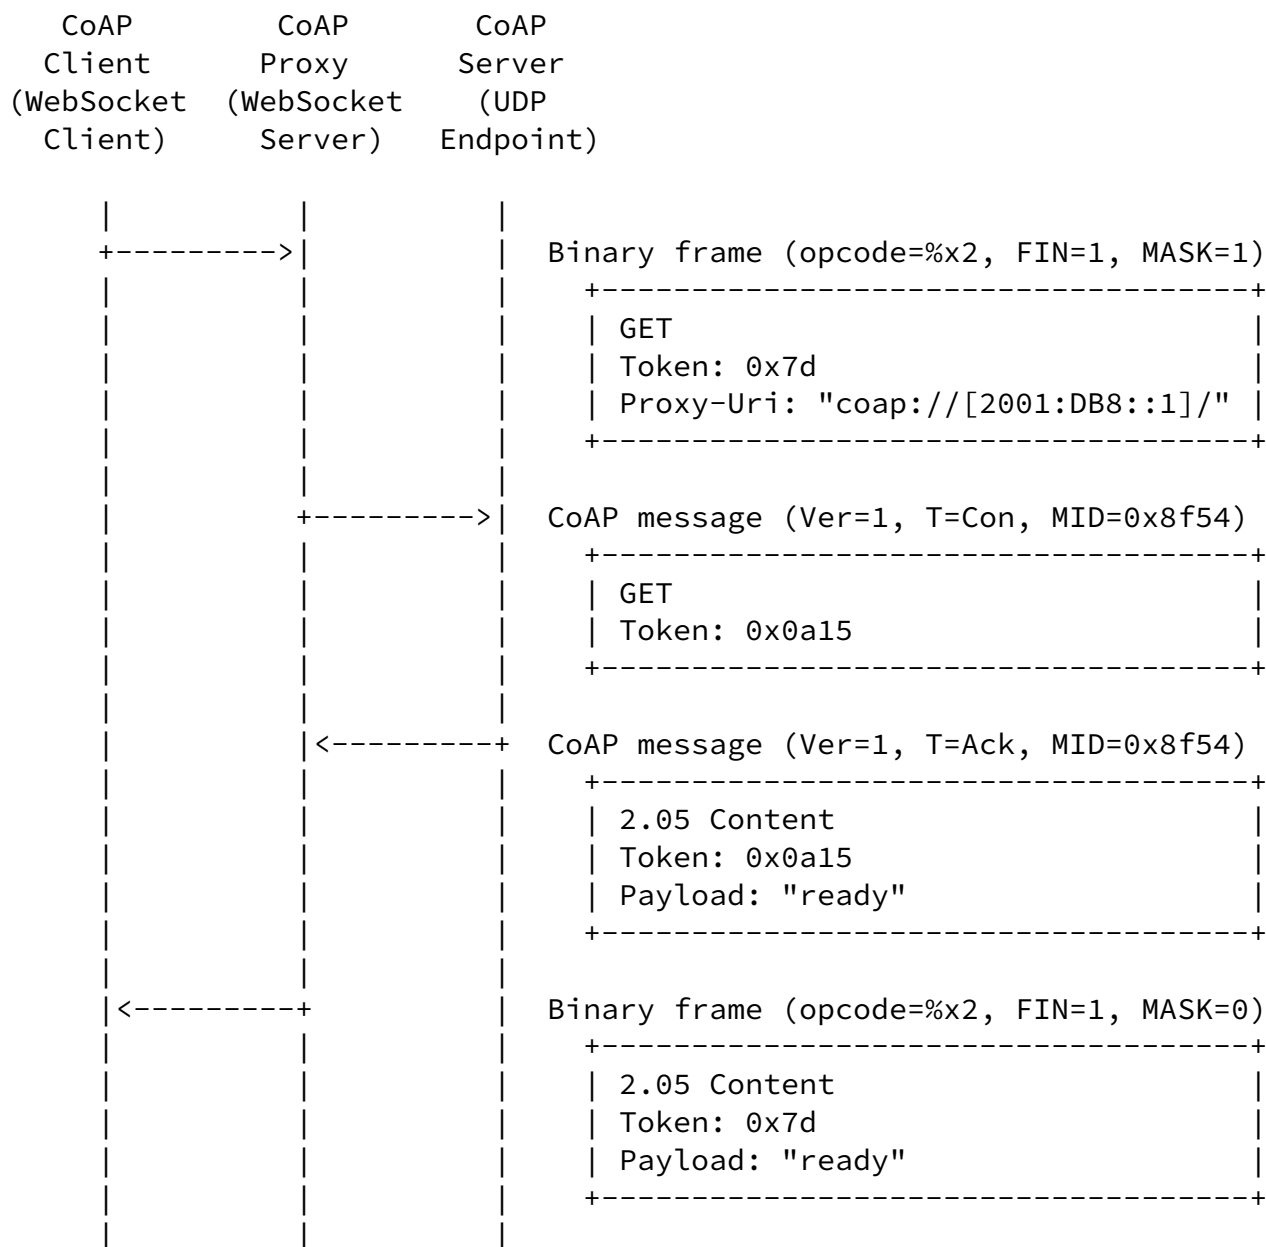 CoAP CoAP CoAP
Client Proxy Server
(WebSocket (WebSocket (UDP
Client) Server) Endpoint)
Binary frame (opcode=%x2, FIN=1, MASK=1)
GET
Token: 0x7d
Proxy-Uri: "coap://[2001:DB8::1]/"
CoAP message (Ver=1, T=Con, MID=0x8f54)
GET
Token: 0x0a15
CoAP message (Ver=1, T=Ack, MID=0x8f54)
2.05 Content
Token: 0x0a15
Payload: "ready"
Binary frame (opcode=%x2, FIN=1, MASK=0)
2.05 Content
Token: 0x7d
Payload: "ready"